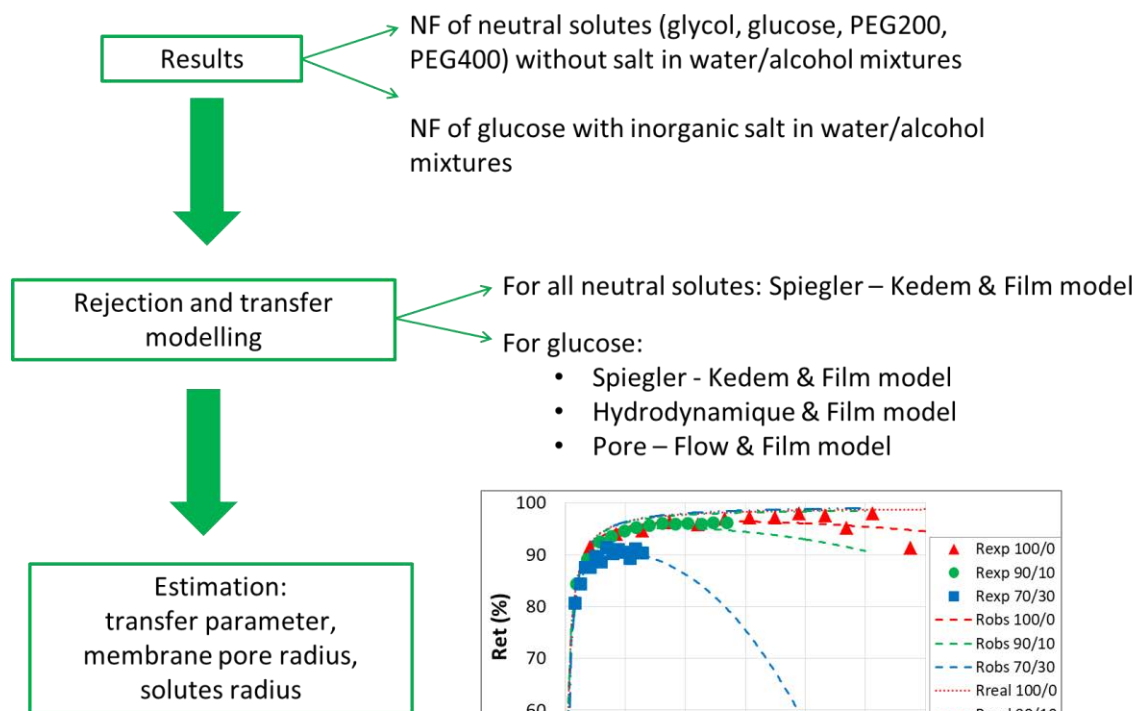 Results
NF of neutral solutes (glycol, glucose, PEG200,
PEG400) without salt in water/alcohol mixtures
NF of glucose with inorganic salt in water/alcohol
mixtures
Rejection and transfer
modelling
For all neutral solutes: Spiegler – Kedem & Film model
For glucose:
• Spiegler - Kedem & Film model
• Hydrodynamique & Film model
• Pore – Flow & Film model
Estimation:
transfer parameter,
membrane pore radius,
solutes radius
Ret (%)
100
90
80
70
60
Rexp 100/0
Rexp 90/10
Rexp 70/30
Robs 100/0
Robs 90/10
Robs 70/30
Rreal 100/0